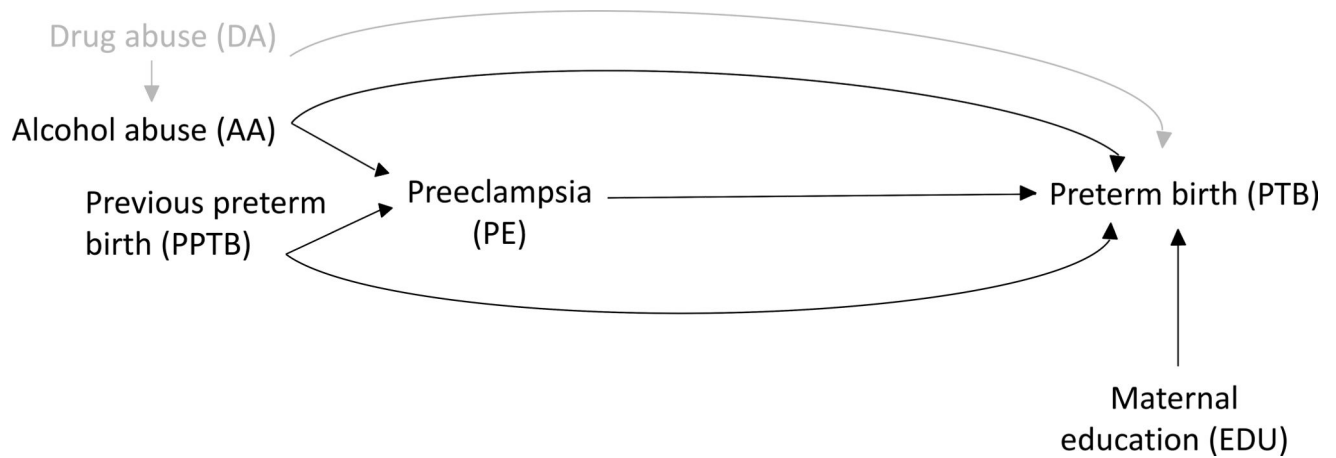 Drug abuse (DA)
Alcohol abuse (AA)
Previous preterm
birth (PPTB)
Preeclampsia
(PE)
Preterm birth (PTB)
Maternal
education (EDU)